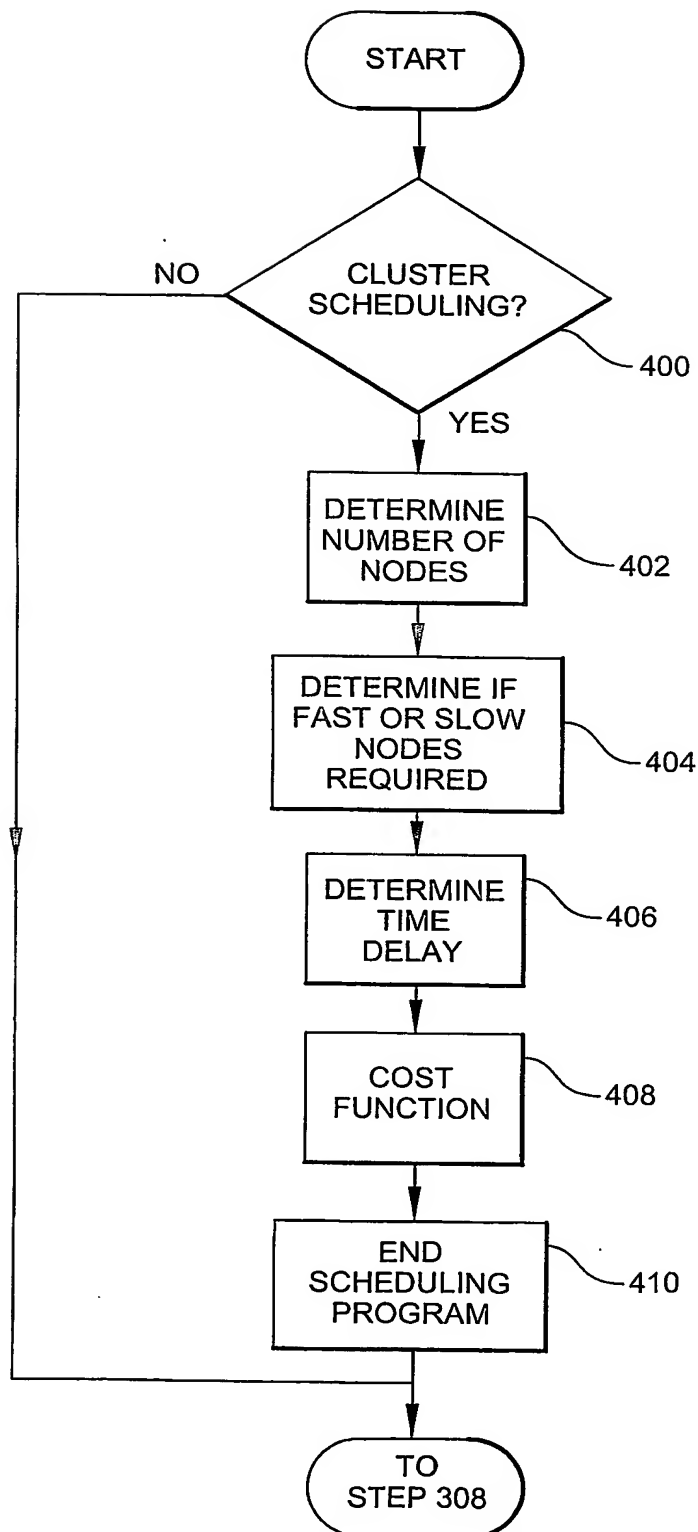 START
CLUSTER
SCHEDULING?
NO
400
YES
DETERMINE
NUMBER OF
NODES
402
DETERMINE IF
FAST OR SLOW
NODES
REQUIRED
404
DETERMINE
TIME
DELAY
406
COST
FUNCTION
408
END
SCHEDULING
PROGRAM
410
TO
STEP 308